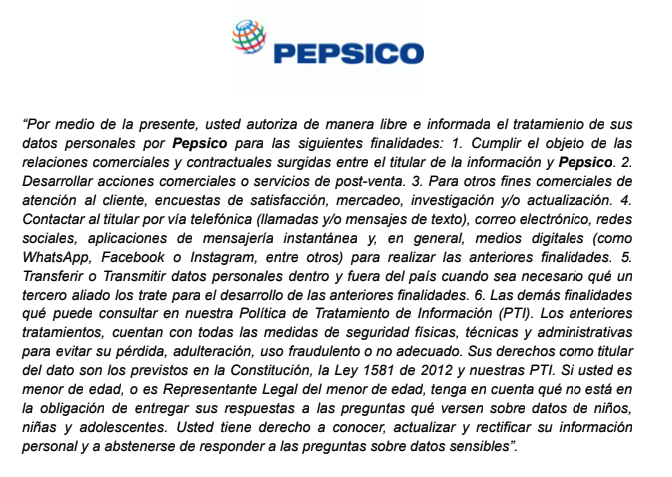 PEPSICO
“Por medio de la presente, usted autoriza de manera libre e informada el tratamiento de sus
datos personales por Pepsico para las siguientes finalidades: 1. Cumplir el objeto de las
relaciones comerciales y contractuales surgidas entre el titular de la información y Pepsico. 2.
Desarrollar acciones comerciales o servicios de post-venta. 3. Para otros fines comerciales de
atención al cliente, encuestas de satisfacción, mercadeo, investigación y/o actualización. 4.
Contactar al titular por vía telefónica (llamadas y/o mensajes de texto), correo electrónico, redes
sociales, aplicaciones de mensajería instantánea y, en general, medios digitales (como
WhatsApp, Facebook o Instagram, entre otros) para realizar las anteriores finalidades. 5.
Transferir o Transmitir datos personales dentro y fuera del país cuando sea necesario qué un
tercero aliado los trate para el desarrollo de las anteriores finalidades. 6. Las demás finalidades
qué puede consultar en nuestra Política de Tratamiento de Información (PTI). Los anteriores
tratamientos, cuentan con todas las medidas de seguridad físicas, técnicas y administrativas
para evitar su pérdida, adulteración, uso fraudulento o no adecuado. Sus derechos como titular
del dato son los previstos en la Constitución, la Ley 1581 de 2012 y nuestras PTI. Si usted es
menor de edad, o es Representante Legal del menor de edad, tenga en cuenta qué no está en
la obligación de entregar sus respuestas a las preguntas qué versen sobre datos de niños,
niñas y adolescentes. Usted tiene derecho a conocer, actualizar y rectificar su información
personal y a abstenerse de responder a las preguntas sobre datos sensibles”.